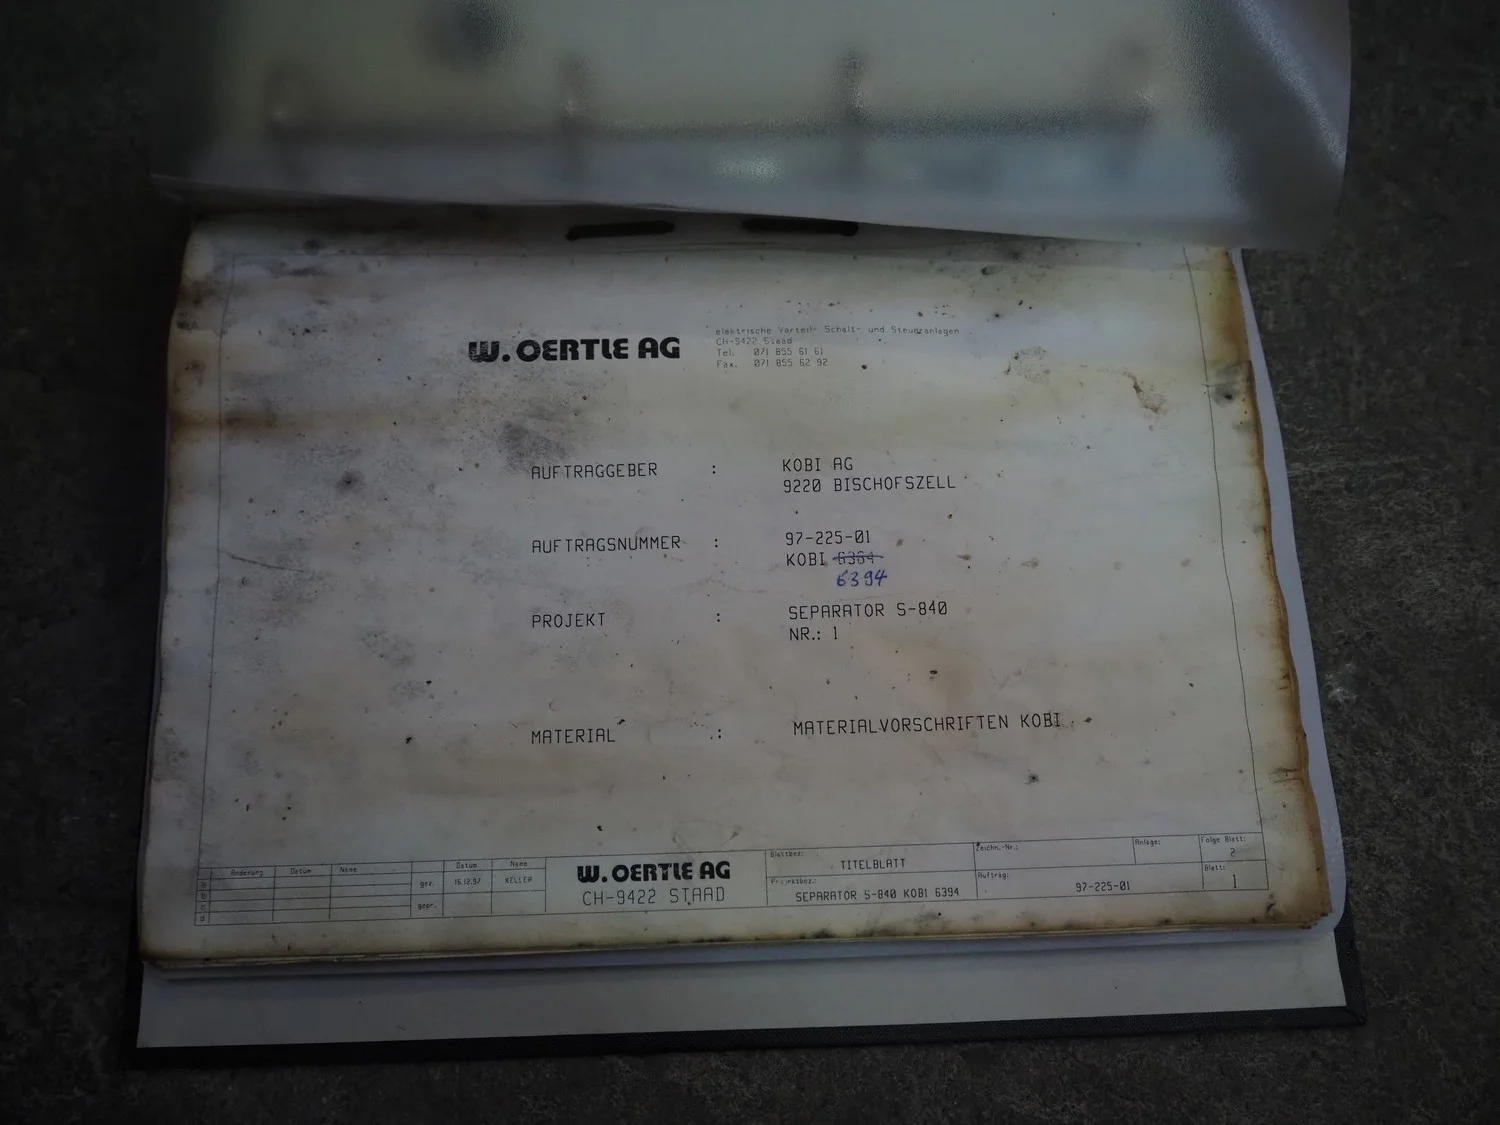 W. OERTLE AG
elektrische Verteil- Schalt- und Steueranlagen
CH-9422 Staad
Tel. 071 855 61 61
Fax. 071 855 62 92
AUFTRAGGEBER : KOBI AG
9220 BISCHOFSZELL
AUFTRAGSNUMMER : 97-225-01
KOBI 6364
6394
PROJEKT : SEPARATOR S-840
NR.: 1
MATERIAL : MATERIALVORSCHRIFTEN KOBI
Änderung Datum Name Datum Name
a
b
c
d
gez. 16.12.97 KELLER
gepr.
W. OERTLE AG
CH-9422 STAAD
Blattbez: TITELBLATT
Projektbez.: SEPARATOR S-840 KOBI 6394
Zeichn.-Nr.:
Anlage:
Folge Blatt: 2
Auftrag: 97-225-01
Blatt: 1